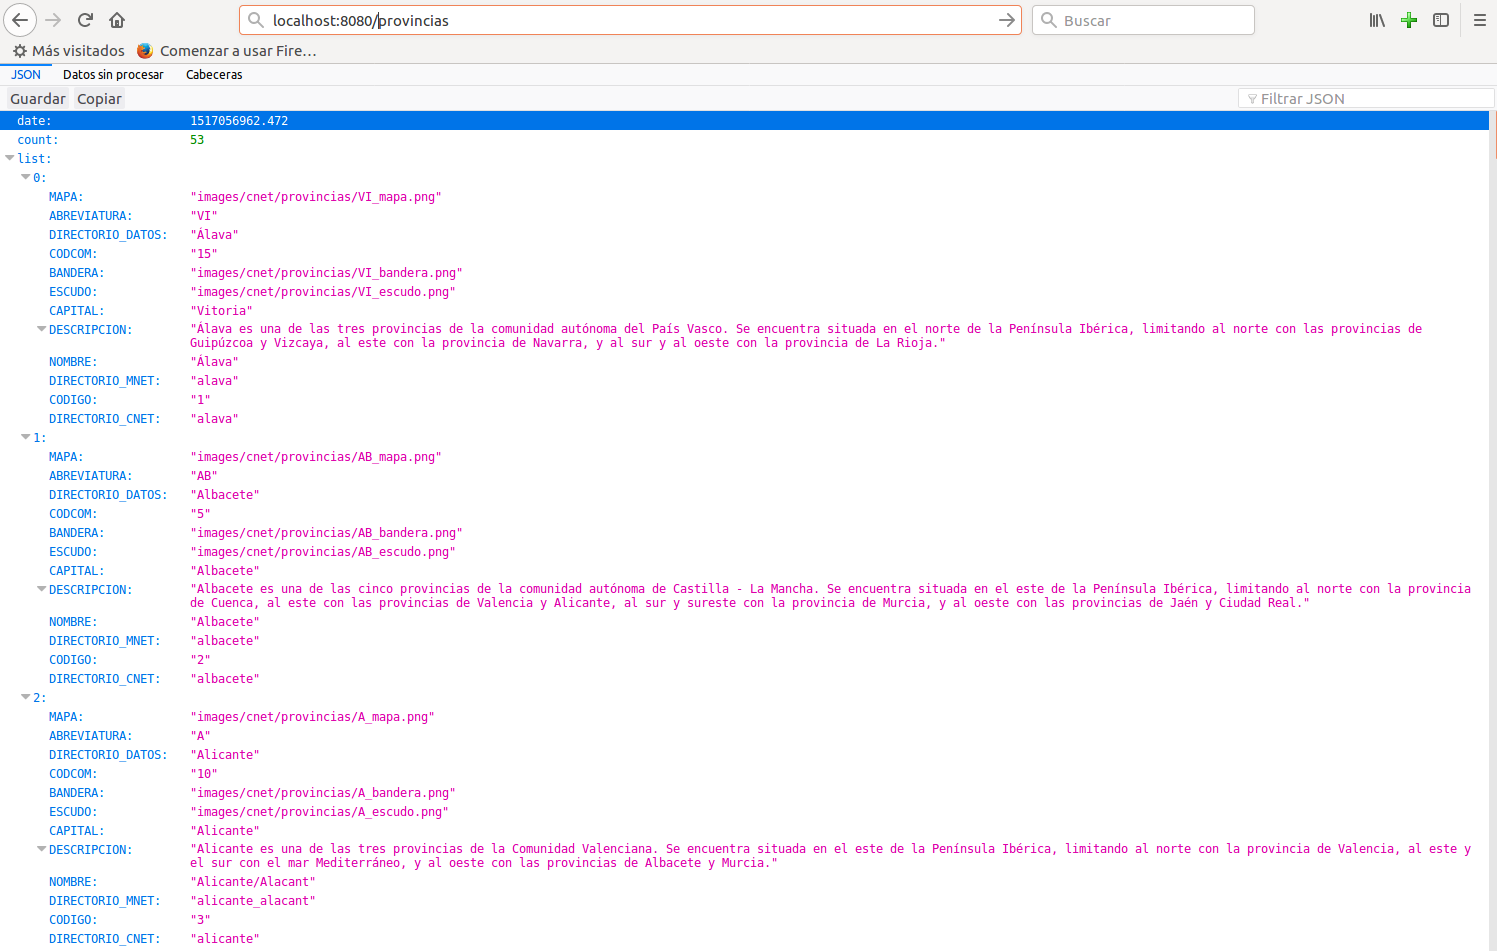 localhost:8080/provincias
Buscar
Más visitados Comenzar a usar Fire…
JSON Datos sin procesar Cabeceras
Guardar Copiar Filtrar JSON
date: 1517056962.472
count: 53
list:
0:
MAPA: "images/cnet/provincias/VI_mapa.png"
ABREVIATURA: "VI"
DIRECTORIO_DATOS: "Álava"
CODCOM: "15"
BANDERA: "images/cnet/provincias/VI_bandera.png"
ESCUDO: "images/cnet/provincias/VI_escudo.png"
CAPITAL: "Vitoria"
DESCRIPCION: "Álava es una de las tres provincias de la comunidad autónoma del País Vasco. Se encuentra situada en el norte de la Península Ibérica, limitando al norte con las provincias de
Guipúzcoa y Vizcaya, al este con la provincia de Navarra, y al sur y al oeste con la provincia de La Rioja."
NOMBRE: "Álava"
DIRECTORIO_MNET: "alava"
CODIGO: "1"
DIRECTORIO_CNET: "alava"
1:
MAPA: "images/cnet/provincias/AB_mapa.png"
ABREVIATURA: "AB"
DIRECTORIO_DATOS: "Albacete"
CODCOM: "5"
BANDERA: "images/cnet/provincias/AB_bandera.png"
ESCUDO: "images/cnet/provincias/AB_escudo.png"
CAPITAL: "Albacete"
DESCRIPCION: "Albacete es una de las cinco provincias de la comunidad autónoma de Castilla - La Mancha. Se encuentra situada en el este de la Península Ibérica, limitando al norte con la provincia
de Cuenca, al este con las provincias de Valencia y Alicante, al sur y sureste con la provincia de Murcia, y al oeste con las provincias de Jaén y Ciudad Real."
NOMBRE: "Albacete"
DIRECTORIO_MNET: "albacete"
CODIGO: "2"
DIRECTORIO_CNET: "albacete"
2:
MAPA: "images/cnet/provincias/A_mapa.png"
ABREVIATURA: "A"
DIRECTORIO_DATOS: "Alicante"
CODCOM: "10"
BANDERA: "images/cnet/provincias/A_bandera.png"
ESCUDO: "images/cnet/provincias/A_escudo.png"
CAPITAL: "Alicante"
DESCRIPCION: "Alicante es una de las tres provincias de la Comunidad Valenciana. Se encuentra situada en el este de la Península Ibérica, limitando al norte con la provincia de Valencia, al este y
el sur con el mar Mediterráneo, y al oeste con las provincias de Albacete y Murcia."
NOMBRE: "Alicante/Alacant"
DIRECTORIO_MNET: "alicante_alacant"
CODIGO: "3"
DIRECTORIO_CNET: "alicante"